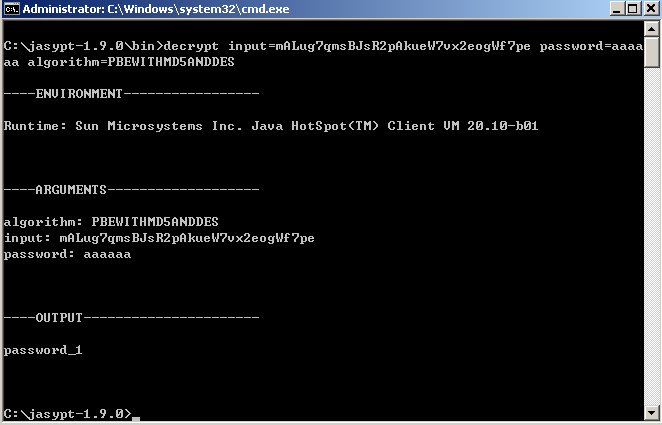 Administrator: C:\Windows\system32\cmd.exe
C:\jasypt-1.9.0\bin>decrypt input=mALug7qmsBJsR2pAkueW7vx2eogWf7pe password=aaaa
aa algorithm=PBEWITHMD5ANDDES
----ENVIRONMENT-----------------
Runtime: Sun Microsystems Inc. Java HotSpot(TM) Client VM 20.10-b01
----ARGUMENTS-------------------
algorithm: PBEWITHMD5ANDDES
input: mALug7qmsBJsR2pAkueW7vx2eogWf7pe
password: aaaaaa
----OUTPUT----------------------
password_1
C:\jasypt-1.9.0>_